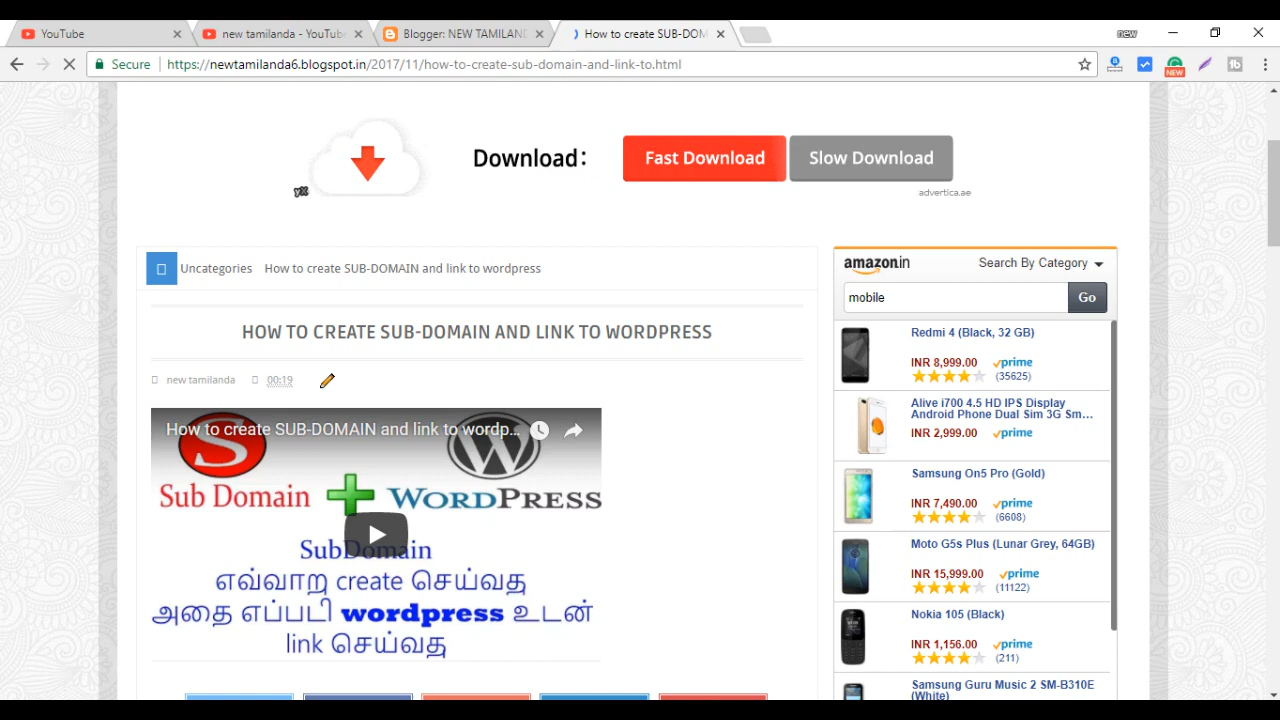 YouTube
new tamilanda - YouTube
Blogger: NEW TAMILAND
How to create SUB-DOM
new
Secure
https://newtamilanda6.blogspot.in/2017/11/how-to-create-sub-domain-and-link-to.html
NEW
Download:
Fast Download
Slow Download
advertica.ae
Uncategories
How to create SUB-DOMAIN and link to wordpress
HOW TO CREATE SUB-DOMAIN AND LINK TO WORDPRESS
new tamilanda
00:19
How to create SUB-DOMAIN and link to wordp...
S
W
Sub Domain
WORDPRESS
SubDomain
எவ்வாற create செய்வத
அதை எப்படி wordpress உடன்
link செய்வத
amazon.in
Search By Category
mobile
Go
Redmi 4 (Black, 32 GB)
INR 8,999.00 prime
(35625)
Alive i700 4.5 HD IPS Display
Android Phone Dual Sim 3G Sm...
INR 2,999.00 prime
Samsung On5 Pro (Gold)
INR 7,490.00 prime
(6608)
Moto G5s Plus (Lunar Grey, 64GB)
INR 15,999.00 prime
(11122)
Nokia 105 (Black)
INR 1,156.00 prime
(211)
Samsung Guru Music 2 SM-B310E
(White)